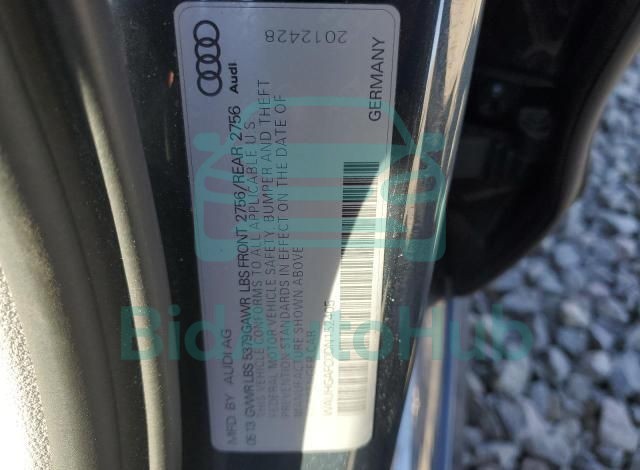 MFD. BY AUDI AG
05.13 GVWR LBS 5379 GAWR LBS FRONT 2756/REAR 2756
THIS VEHICLE CONFORMS TO ALL APPLICABLE U S
FEDERAL MOTOR VEHICLE SAFETY, BUMPER AND THEFT
PREVENTION STANDARDS IN EFFECT ON THE DATE OF
MANUFACTURE SHOWN ABOVE
Audi
2012428
GERMANY
BidAutoHub